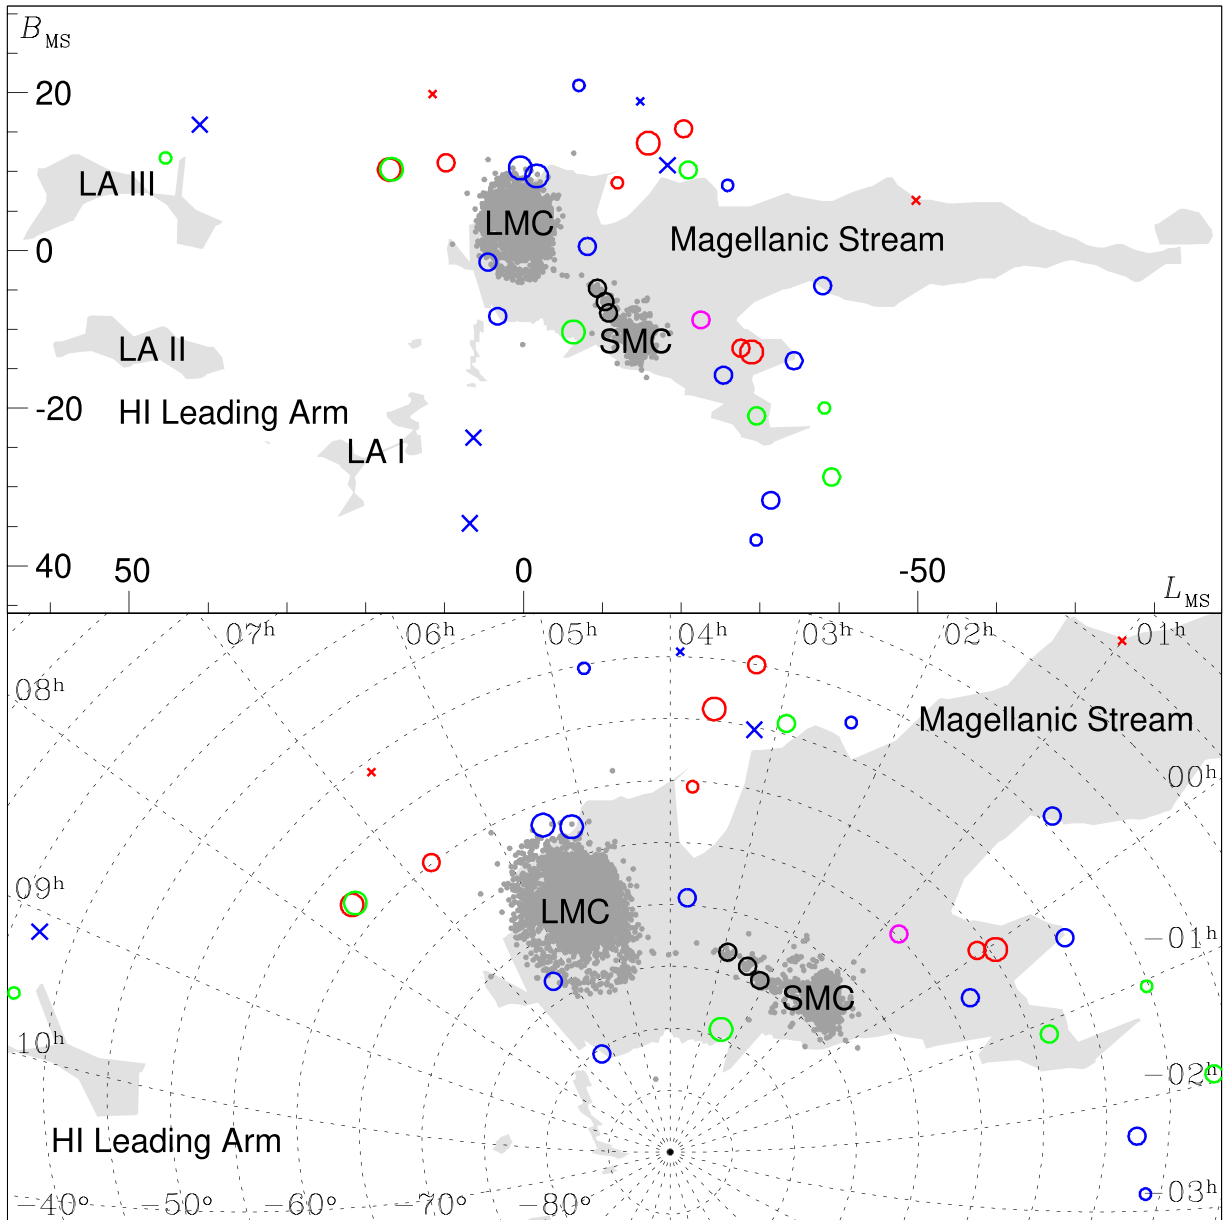 B_MS
20
LA III
LMC
0
Magellanic Stream
SMC
LA II
-20
HI Leading Arm
LA I
-40
50
0
-50
L_MS
07ʰ
06ʰ
05ʰ
04ʰ
03ʰ
02ʰ
01ʰ
08ʰ
Magellanic Stream
00ʰ
09ʰ
LMC
−01ʰ
SMC
10ʰ
−02ʰ
HI Leading Arm
−40°
−50°
−60°
−70°
−80°
−03ʰ